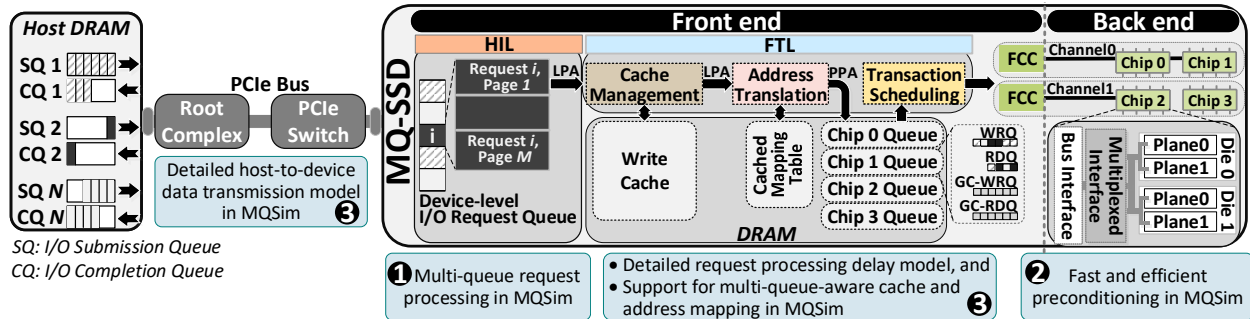 Host DRAM
SQ 1
CQ 1
SQ 2
CQ 2
SQ N
CQ N
SQ: I/O Submission Queue
CQ: I/O Completion Queue
PCIe Bus
Root
Complex
PCIe
Switch
Detailed host-to-device
data transmission model
in MQSim
3
MQ-SSD
Front end
Back end
HIL
FTL
Request i,
Page 1
i
Request i,
Page M
Device-level
I/O Request Queue
LPA
Cache
Management
LPA
Address
Translation
PPA
Transaction
Scheduling
Write
Cache
Cached
Mapping
Table
Chip 0 Queue
Chip 1 Queue
Chip 2 Queue
Chip 3 Queue
DRAM
WRQ
RDQ
GC-WRQ
GC-RDQ
FCC
Channel0
Chip 0
Chip 1
FCC
Channel1
Chip 2
Chip 3
Bus Interface
Multiplexed
Interface
Plane0
Plane1
Die 0
Plane0
Plane1
Die 1
1 Multi-queue request
processing in MQSim
• Detailed request processing delay model, and
• Support for multi-queue-aware cache and
address mapping in MQSim
3
2 Fast and efficient
preconditioning in MQSim